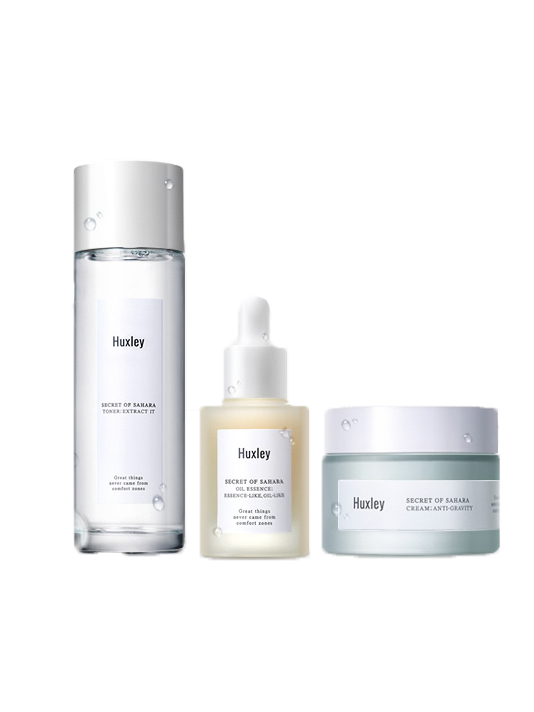 Huxley
SECRET OF SAHARA
TONER: EXTRACT IT
Great things
never came from
comfort zones
Huxley
SECRET OF SAHARA
OIL ESSENCE:
ESSENCE-LIKE, OIL-LIKE
Great things
never came from
comfort zones
Huxley
SECRET OF SAHARA
CREAM: ANTI-GRAVITY